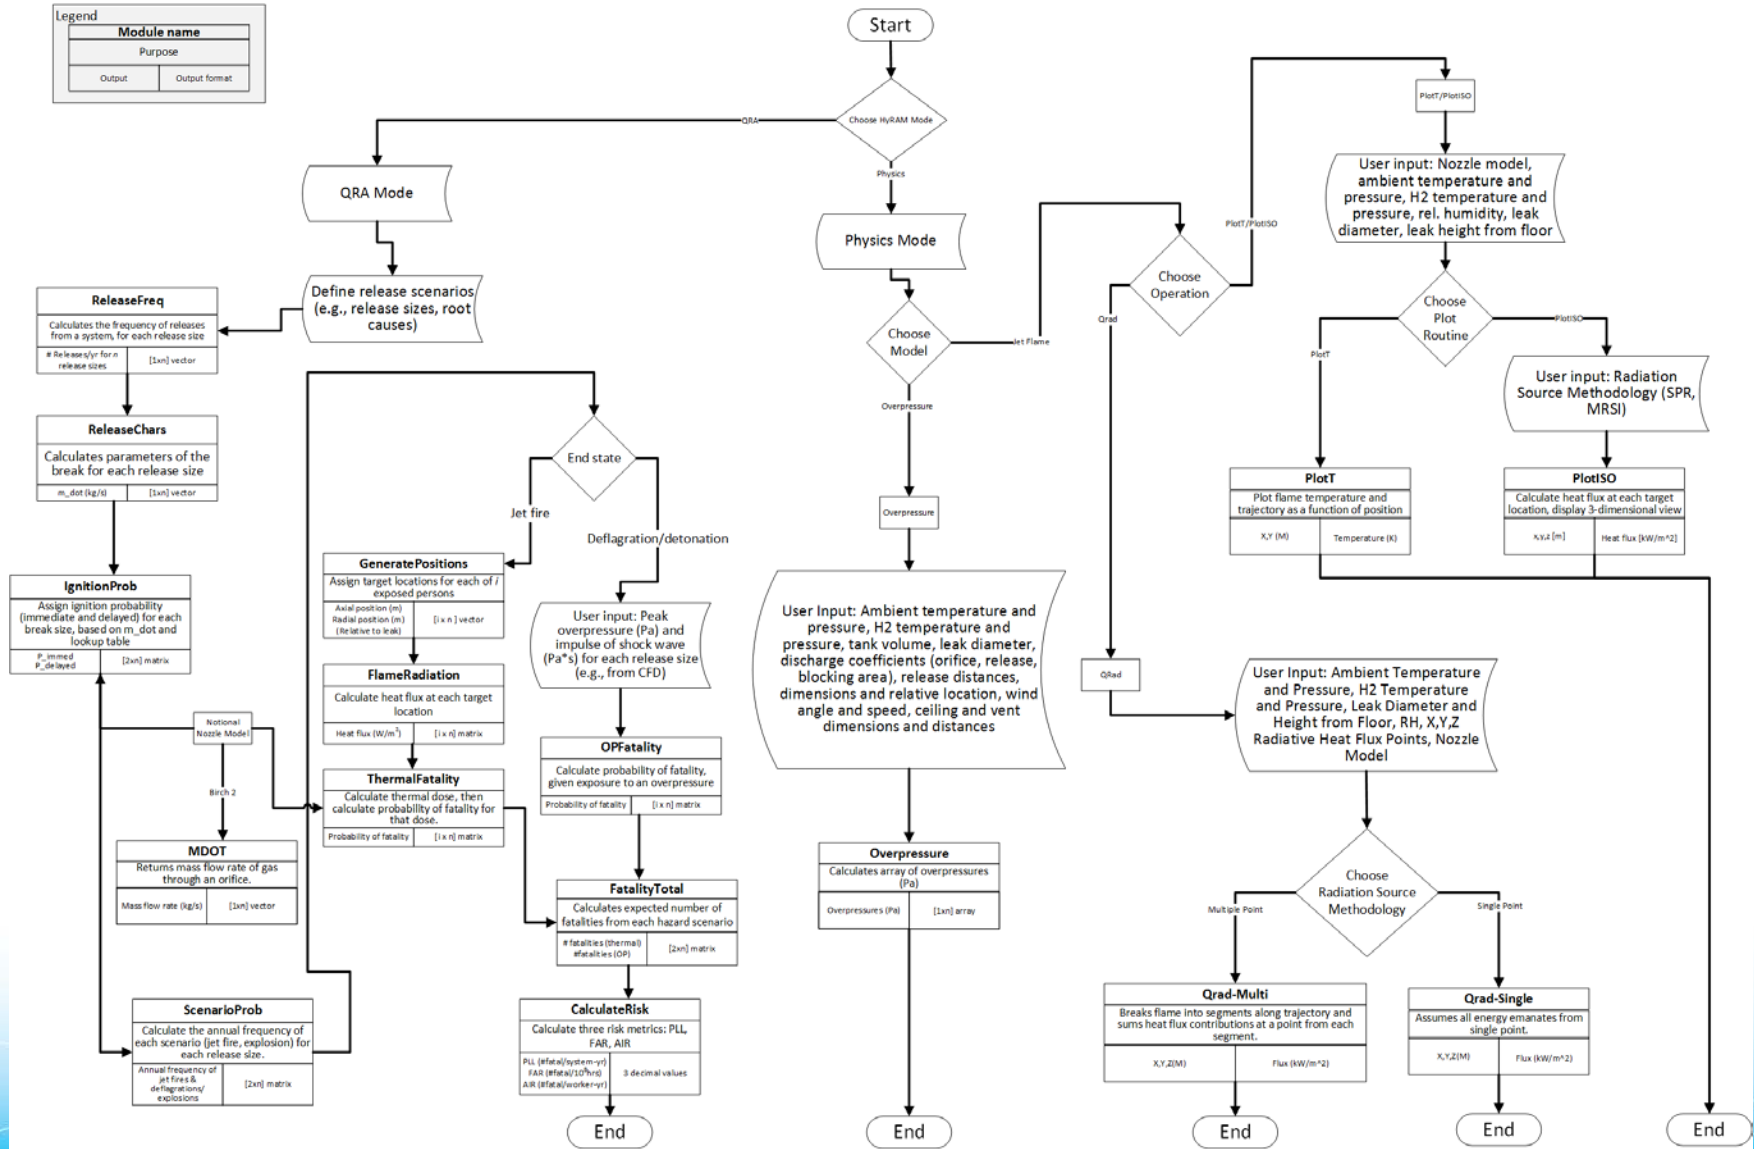 Legend
Module name
Purpose
Output
Output format
Start
Choose HyRAM Mode
QRA
Physics
QRA Mode
Physics Mode
Define release scenarios
(e.g., release sizes, root
causes)
ReleaseFreq
Calculates the frequency of releases
from a system, for each release size
# Releases/yr for n
release sizes
[1xn] vector
ReleaseChars
Calculates parameters of the
break for each release size
m_dot (kg/s)
[1xn] vector
IgnitionProb
Assign ignition probability
(immediate and delayed) for each
break size, based on m_dot and
lookup table
P_immed
P_delayed
[2xn] matrix
Notional
Nozzle Model
Birch 2
MDOT
Returns mass flow rate of gas
through an orifice.
Mass flow rate (kg/s)
[1xn] vector
ScenarioProb
Calculate the annual frequency of
each scenario (jet fire, explosion) for
each release size.
Annual frequency of
jet fires &
deflagrations/
explosions
[2xn] matrix
End state
Jet fire
Deflagration/detonation
GeneratePositions
Assign target locations for each of i
exposed persons
Axial position (m)
Radial position (m)
(Relative to leak)
[i x n ] vector
FlameRadiation
Calculate heat flux at each target
location
Heat flux (W/m²)
[i x n] matrix
ThermalFatality
Calculate thermal dose, then
calculate probability of fatality for
that dose.
Probability of fatality
[i x n] matrix
User input: Peak
overpressure (Pa) and
impulse of shock wave
(Pa*s) for each release size
(e.g., from CFD)
OPFatality
Calculate probability of fatality,
given exposure to an overpressure
Probability of fatality
[i x n] matrix
FatalityTotal
Calculates expected number of
fatalities from each hazard scenario
# fatalities (thermal)
#fatalities (OP)
[2xn] matrix
CalculateRisk
Calculate three risk metrics: PLL,
FAR, AIR
PLL (#fatal/system-yr)
FAR (#fatal/10⁸hrs)
AIR (#fatal/worker-yr)
3 decimal values
End
Choose
Model
Jet Flame
Overpressure
Overpressure
User Input: Ambient temperature and
pressure, H2 temperature and
pressure, tank volume, leak diameter,
discharge coefficients (orifice, release,
blocking area), release distances,
dimensions and relative location, wind
angle and speed, ceiling and vent
dimensions and distances
Overpressure
Calculates array of overpressures
(Pa)
Overpressures (Pa)
[1xn] array
End
Choose
Operation
Qrad
PlotT/PlotISO
PlotT/PlotISO
User input: Nozzle model,
ambient temperature and
pressure, H2 temperature and
pressure, rel. humidity, leak
diameter, leak height from floor
Choose
Plot
Routine
PlotT
PlotISO
User input: Radiation
Source Methodology (SPR,
MRSI)
PlotT
Plot flame temperature and
trajectory as a function of position
X,Y (M)
Temperature (K)
PlotISO
Calculate heat flux at each target
location, display 3-dimensional view
x,y,z [m]
Heat flux [kW/m^2]
QRad
User Input: Ambient Temperature
and Pressure, H2 Temperature
and Pressure, Leak Diameter and
Height from Floor, RH, X,Y,Z
Radiative Heat Flux Points, Nozzle
Model
Choose
Radiation Source
Methodology
Multiple Point
Single Point
Qrad-Multi
Breaks flame into segments along trajectory and
sums heat flux contributions at a point from each
segment.
X,Y,Z(M)
Flux (kW/m^2)
End
Qrad-Single
Assumes all energy emanates from
single point.
X,Y,Z(M)
Flux (kW/m^2)
End
End